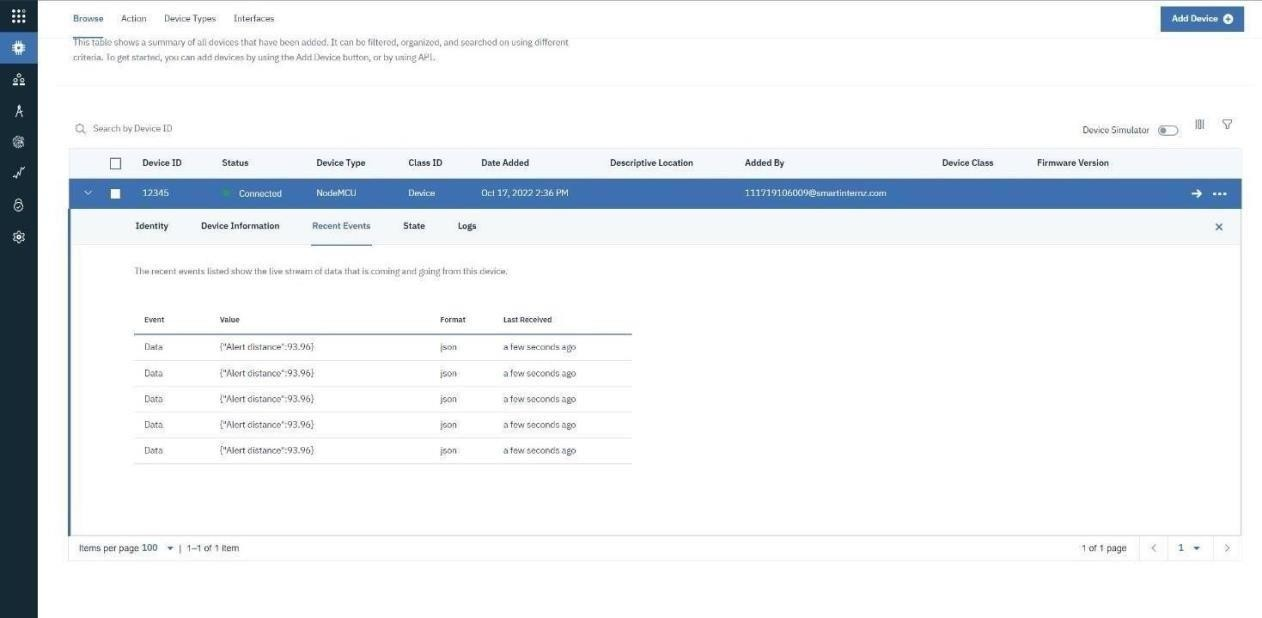 Browse Action Device Types Interfaces
Add Device
This table shows a summary of all devices that have been added. It can be filtered, organized, and searched on using different
criteria. To get started, you can add devices by using the Add Device button, or by using API.
Search by Device ID
Device Simulator
Device ID Status Device Type Class ID Date Added Descriptive Location Added By Device Class Firmware Version
12345 Connected NodeMCU Device Oct 17, 2022 2:36 PM 111719106009@smartinternz.com
Identity Device Information Recent Events State Logs
The recent events listed show the live stream of data that is coming and going from this device.
Event Value Format Last Received
Data {"Alert distance":93.96} json a few seconds ago
Data {"Alert distance":93.96} json a few seconds ago
Data {"Alert distance":93.96} json a few seconds ago
Data {"Alert distance":93.96} json a few seconds ago
Data {"Alert distance":93.96} json a few seconds ago
Items per page 100 | 1–1 of 1 item
1 of 1 page 1